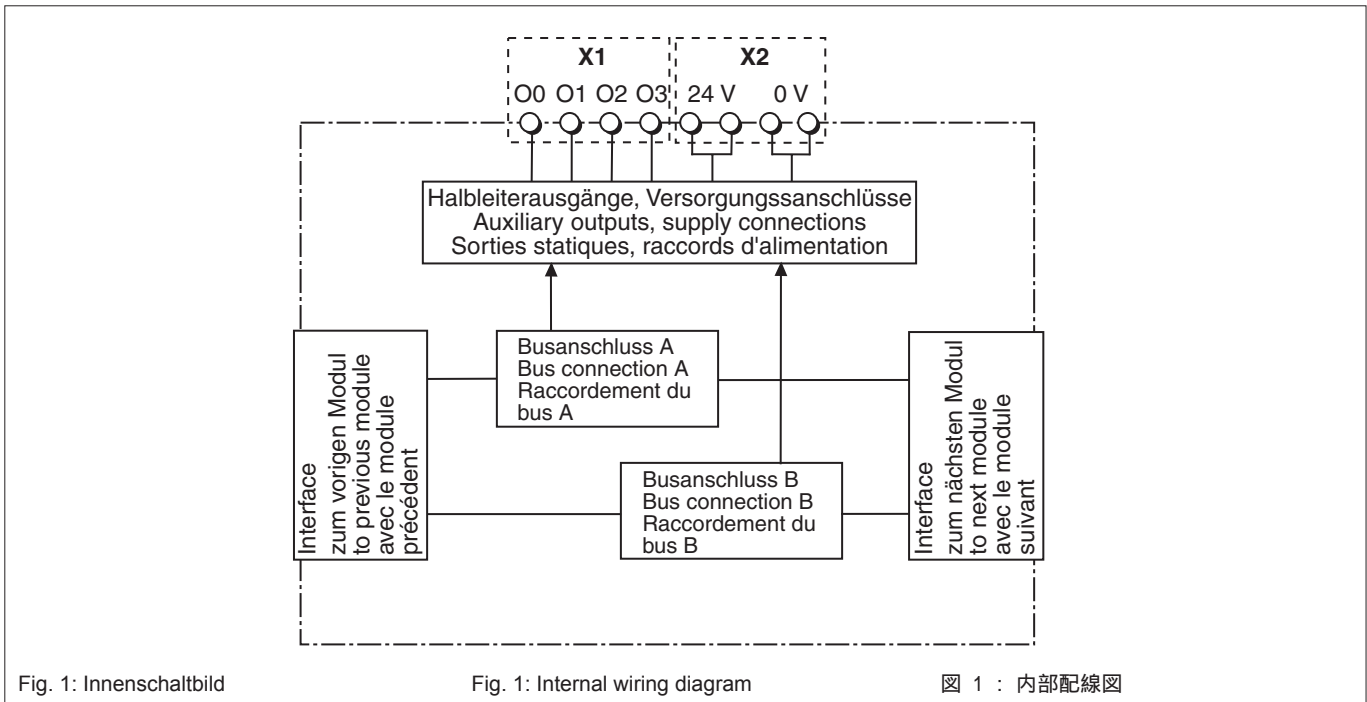 X1 X2
O0 O1 O2 O3 24 V 0 V
Halbleiterausgänge, Versorgungssanschlüsse
Auxiliary outputs, supply connections
Sorties statiques, raccords d'alimentation
Interface
zum vorigen Modul
to previous module
avec le module
précédent
Busanschluss A
Bus connection A
Raccordement du
bus A
Busanschluss B
Bus connection B
Raccordement du
bus B
Interface
zum nächsten Modul
to next module
avec le module
suivant
Fig. 1: Innenschaltbild
Fig. 1: Internal wiring diagram
図 1 : 内部配線図